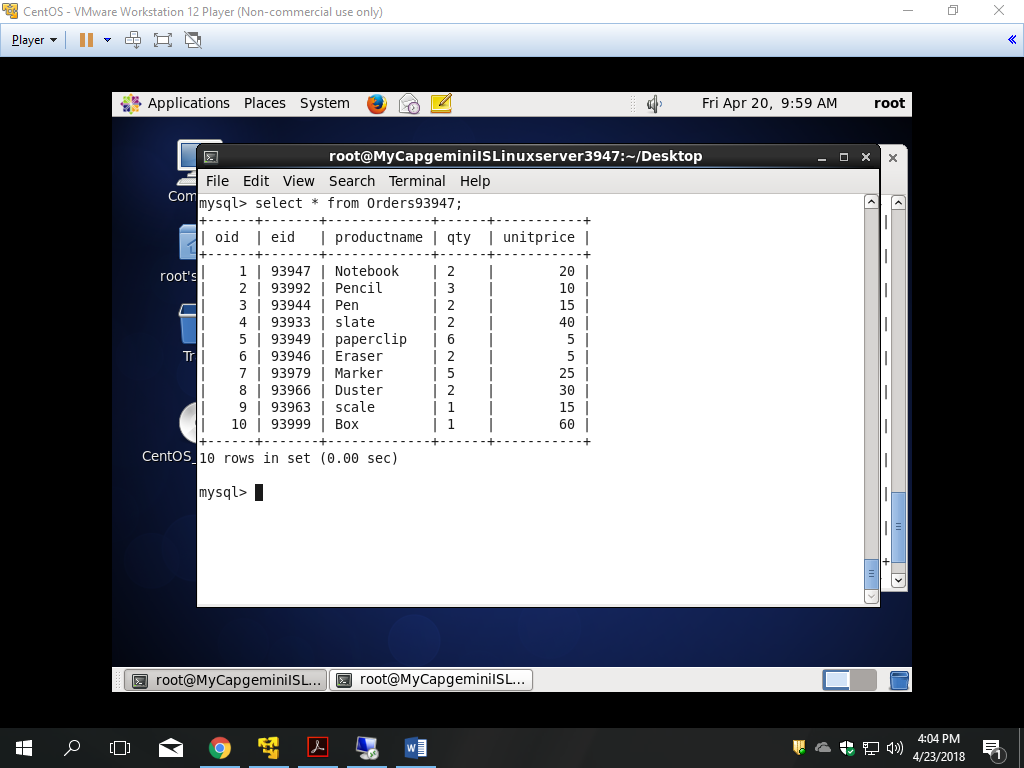 CentOS - VMware Workstation 12 Player (Non-commercial use only)
Player
Applications Places System Fri Apr 20, 9:59 AM root
root@MyCapgeminiISLinuxserver3947:~/Desktop
File Edit View Search Terminal Help
mysql> select * from Orders93947;
+------+-------+-------------+------+-----------+
| oid  | eid   | productname | qty  | unitprice |
+------+-------+-------------+------+-----------+
|    1 | 93947 | Notebook    | 2    |        20 |
|    2 | 93992 | Pencil      | 3    |        10 |
|    3 | 93944 | Pen         | 2    |        15 |
|    4 | 93933 | slate       | 2    |        40 |
|    5 | 93949 | paperclip   | 6    |         5 |
|    6 | 93946 | Eraser      | 2    |         5 |
|    7 | 93979 | Marker      | 5    |        25 |
|    8 | 93966 | Duster      | 2    |        30 |
|    9 | 93963 | scale       | 1    |        15 |
|   10 | 93999 | Box         | 1    |        60 |
+------+-------+-------------+------+-----------+
10 rows in set (0.00 sec)
mysql>
Com
root's
Tr
CentOS_
root@MyCapgeminiISL... root@MyCapgeminiISL...
4:04 PM
4/23/2018
1